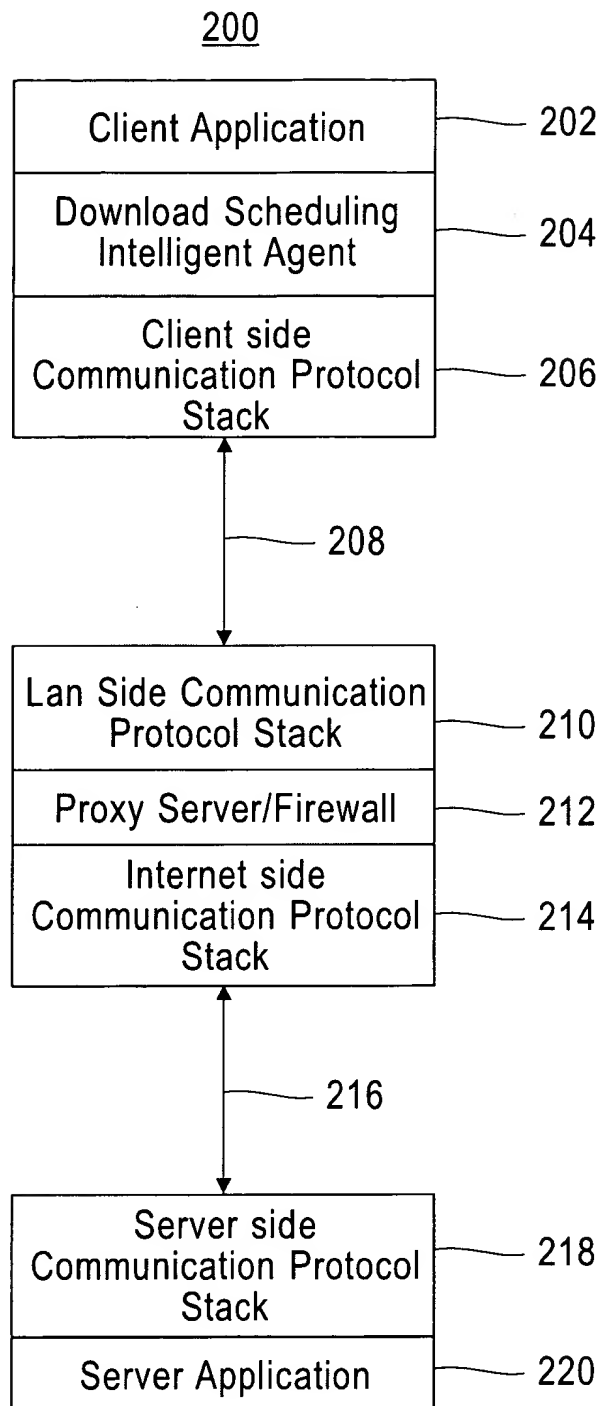 200
Client Application
202
Download Scheduling
Intelligent Agent
204
Client side
Communication Protocol
Stack
206
208
Lan Side Communication
Protocol Stack
210
Proxy Server/Firewall
212
Internet side
Communication Protocol
Stack
214
216
Server side
Communication Protocol
Stack
218
Server Application
220